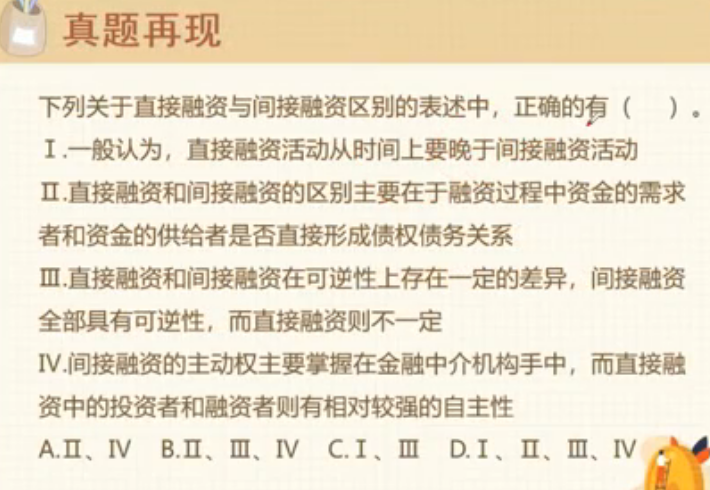 真题再现
下列关于直接融资与间接融资区别的表述中，正确的有（　）。
Ⅰ.一般认为，直接融资活动从时间上要晚于间接融资活动
Ⅱ.直接融资和间接融资的区别主要在于融资过程中资金的需求
者和资金的供给者是否直接形成债权债务关系
Ⅲ.直接融资和间接融资在可逆性上存在一定的差异，间接融资
全部具有可逆性，而直接融资则不一定
Ⅳ.间接融资的主动权主要掌握在金融中介机构手中，而直接融
资中的投资者和融资者则有相对较强的自主性
A.Ⅱ、Ⅳ B.Ⅱ、Ⅲ、Ⅳ C.Ⅰ、Ⅲ D.Ⅰ、Ⅱ、Ⅲ、Ⅳ